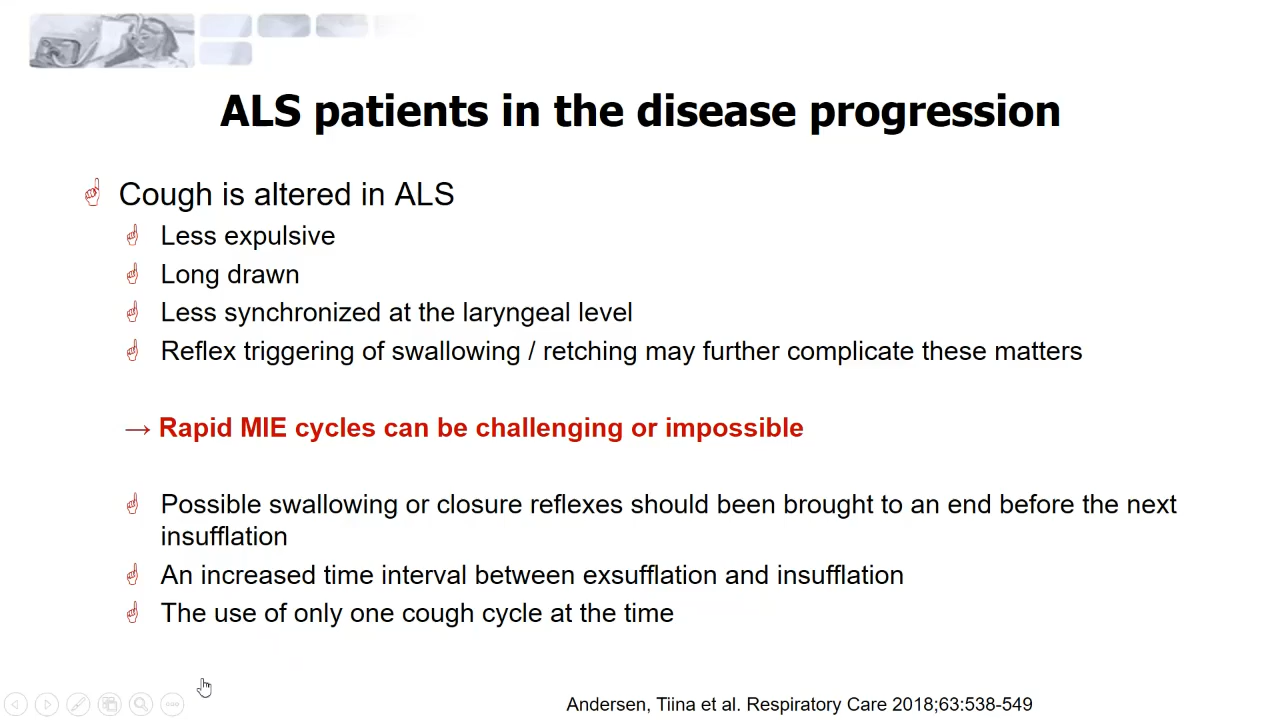 ALS patients in the disease progression
Cough is altered in ALS
Less expulsive
Long drawn
Less synchronized at the laryngeal level
Reflex triggering of swallowing / retching may further complicate these matters
→ Rapid MIE cycles can be challenging or impossible
Possible swallowing or closure reflexes should been brought to an end before the next
insufflation
An increased time interval between exsufflation and insufflation
The use of only one cough cycle at the time
Andersen, Tiina et al. Respiratory Care 2018;63:538-549